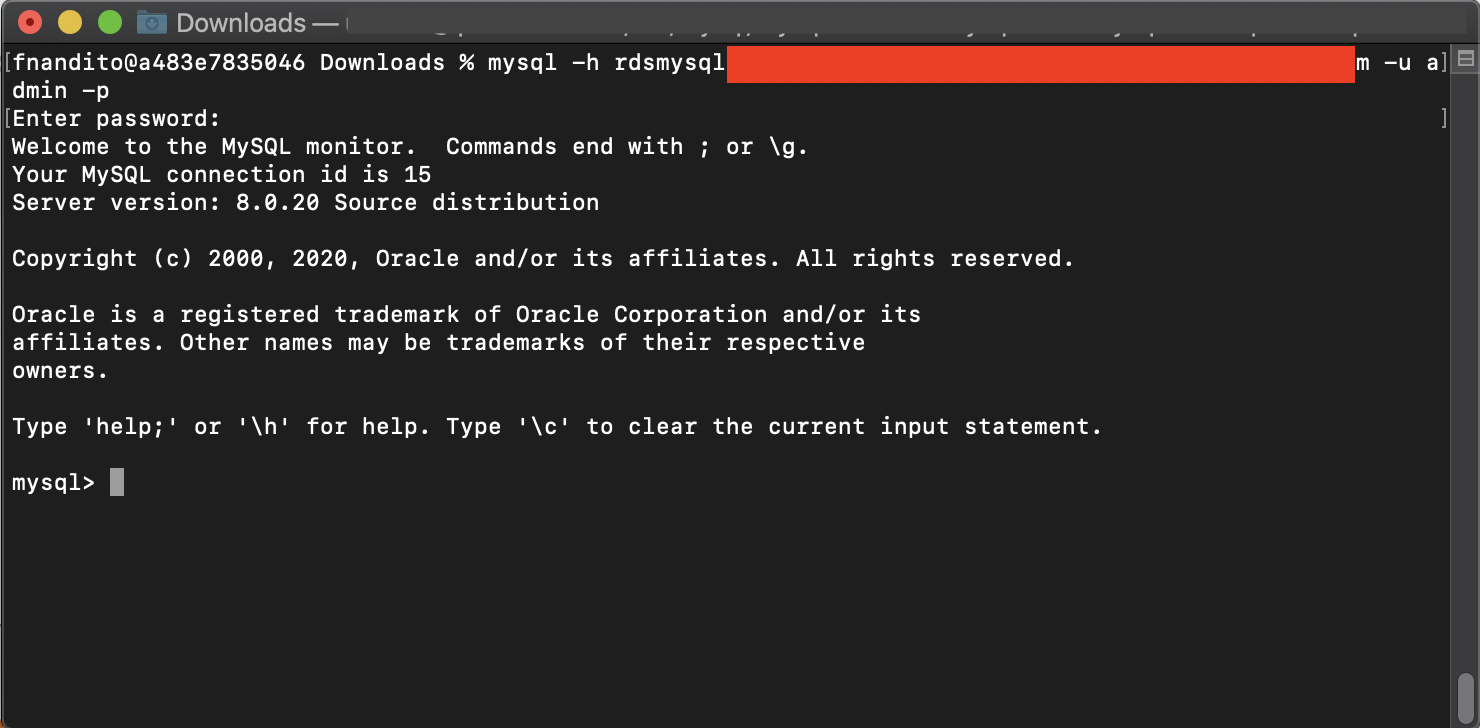 Downloads —
[fnandito@a483e7835046 Downloads % mysql -h rdsmysql m -u a]
dmin -p
[Enter password: ]
Welcome to the MySQL monitor.  Commands end with ; or \g.
Your MySQL connection id is 15
Server version: 8.0.20 Source distribution
Copyright (c) 2000, 2020, Oracle and/or its affiliates. All rights reserved.
Oracle is a registered trademark of Oracle Corporation and/or its
affiliates. Other names may be trademarks of their respective
owners.
Type 'help;' or '\h' for help. Type '\c' to clear the current input statement.
mysql>